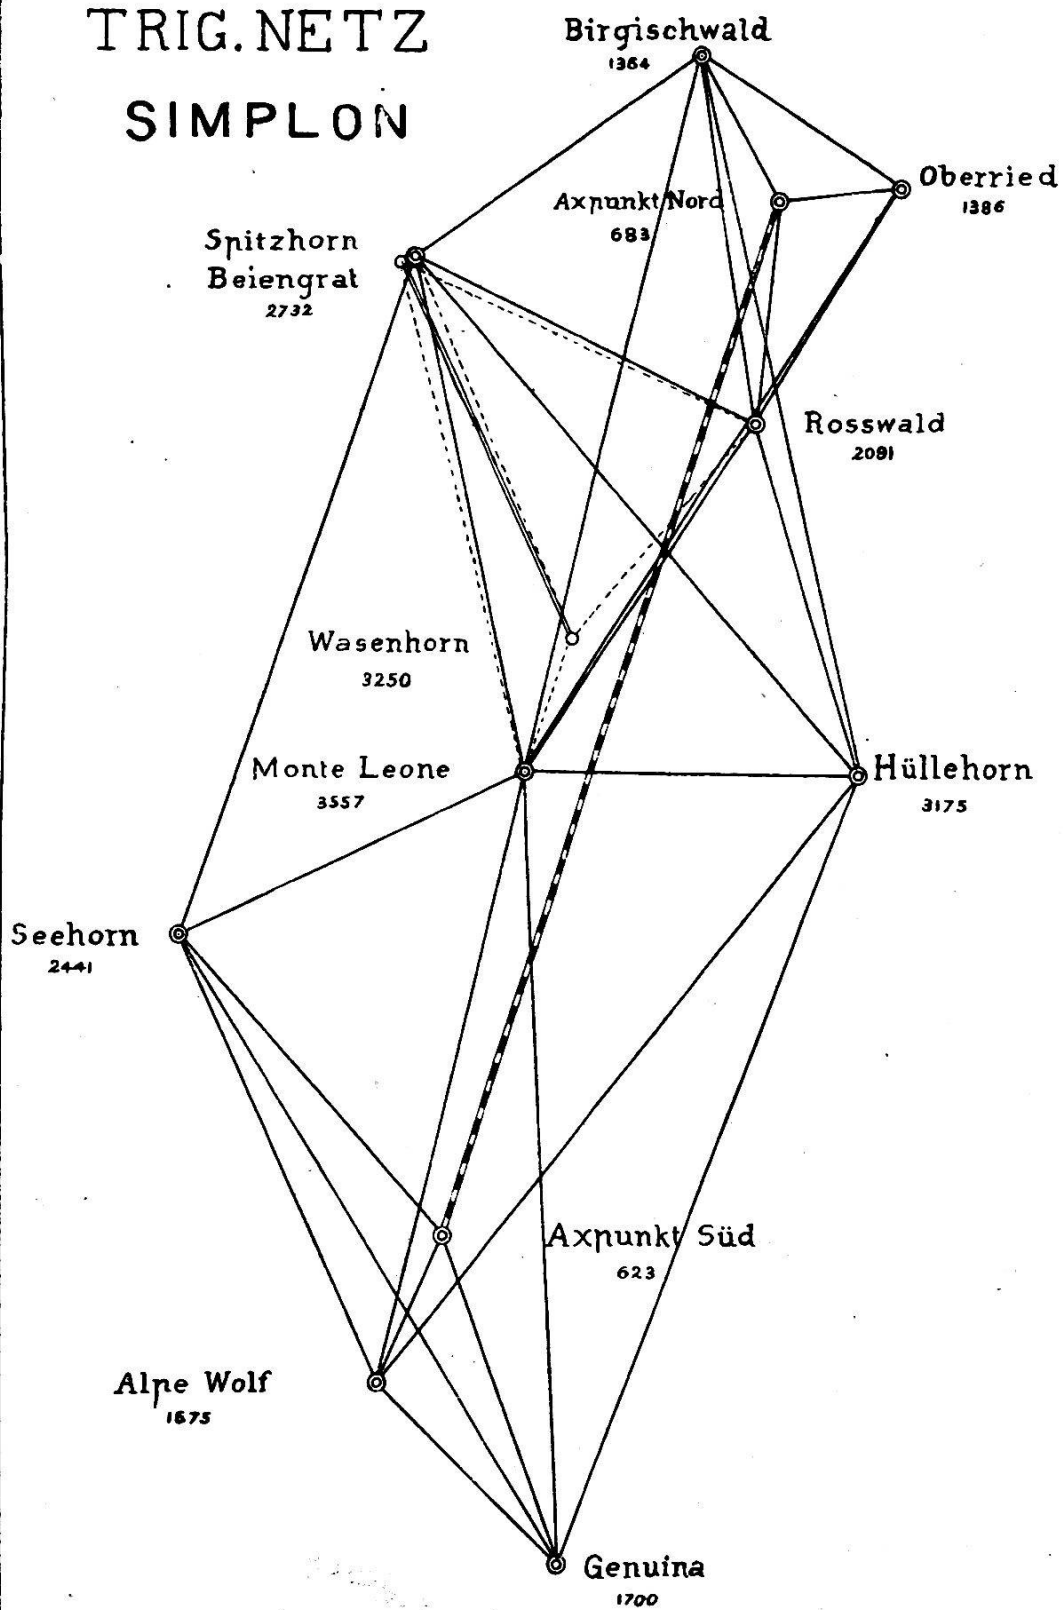 TRIG. NETZ
SIMPLON
Birgischwald
1364
Oberried
1386
Axpunkt Nord
683
Spitzhorn
Beiengrat
2732
Rosswald
2091
Wasenhorn
3250
Monte Leone
3557
Hüllehorn
3175
Seehorn
2441
Axpunkt Süd
623
Alpe Wolf
1675
Genuina
1700